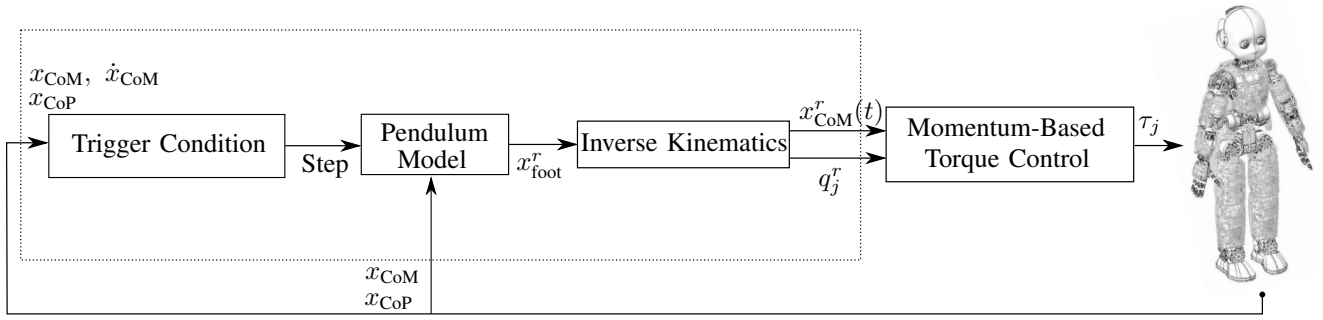 x_CoM, ẋ_CoM
x_CoP
Trigger Condition
Step
Pendulum
Model
x^r_foot
Inverse Kinematics
x^r_CoM(t)
q^r_j
Momentum-Based
Torque Control
τ_j
x_CoM
x_CoP